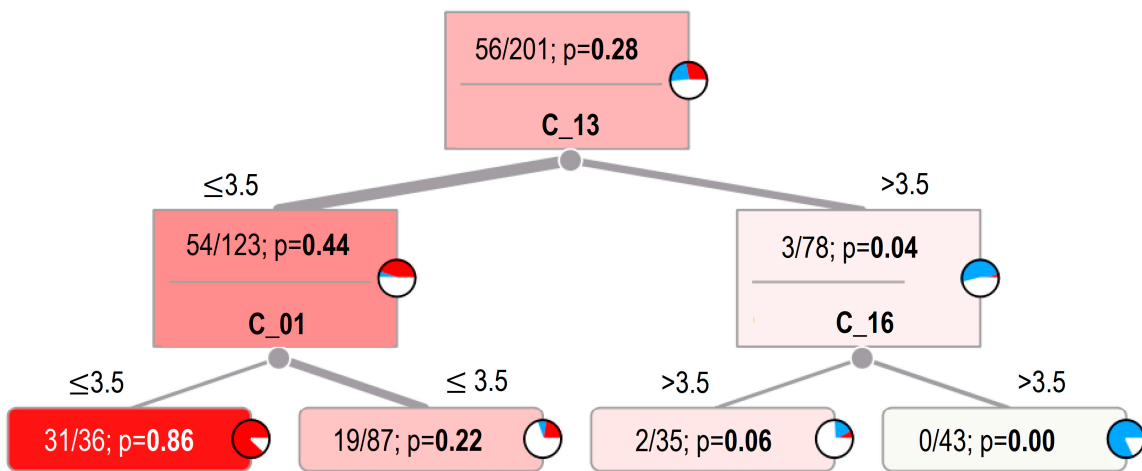 56/201; p=0.28
C_13
≤3.5
>3.5
54/123; p=0.44
C_01
3/78; p=0.04
C_16
≤3.5
≤ 3.5
>3.5
>3.5
31/36; p=0.86
19/87; p=0.22
2/35; p=0.06
0/43; p=0.00